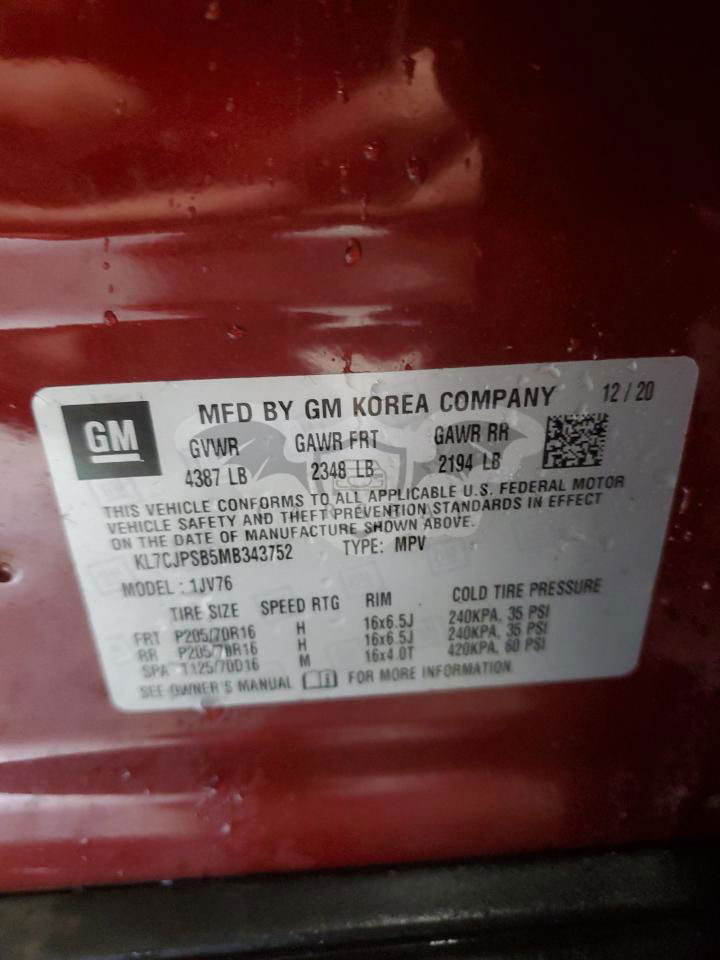 GM
MFD BY GM KOREA COMPANY 12 / 20
GVWR GAWR FRT GAWR RR
4387 LB 2348 LB 2194 LB
THIS VEHICLE CONFORMS TO ALL APPLICABLE U.S. FEDERAL MOTOR
VEHICLE SAFETY AND THEFT PREVENTION STANDARDS IN EFFECT
ON THE DATE OF MANUFACTURE SHOWN ABOVE.
KL7CJPSB5MB343752 TYPE: MPV
MODEL : 1JV76
TIRE SIZE SPEED RTG RIM COLD TIRE PRESSURE
FRT P205/70R16 H 16x6.5J 240KPA, 35 PSI
RR P205/70R16 H 16x6.5J 240KPA, 35 PSI
SPA T125/70D16 M 16x4.0T 420KPA, 60 PSI
SEE OWNER'S MANUAL FOR MORE INFORMATION.